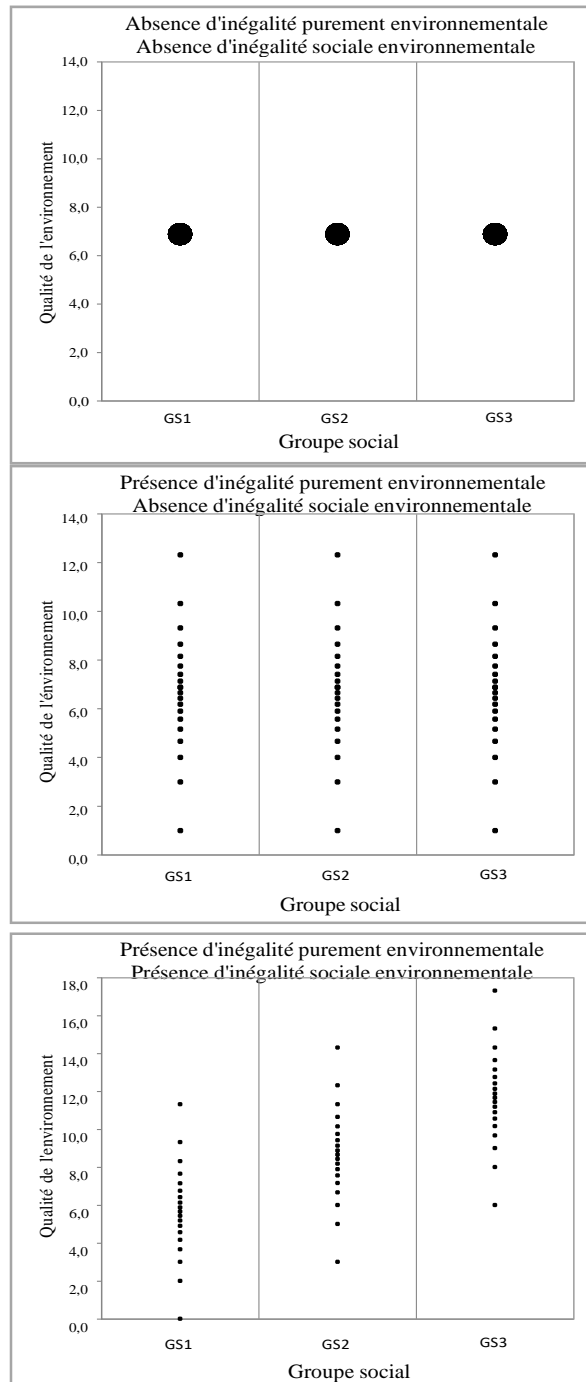 Absence d'inégalité purement environnementale
Absence d'inégalité sociale environnementale
14,0
12,0
10,0
8,0
6,0
4,0
2,0
0,0
Qualité de l'environnement
GS1
GS2
GS3
Groupe social
Présence d'inégalité purement environnementale
Absence d'inégalité sociale environnementale
14,0
12,0
10,0
8,0
6,0
4,0
2,0
0,0
Qualité de l'énvironnement
GS1
GS2
GS3
Groupe social
Présence d'inégalité purement environnementale
Présence d'inégalité sociale environnementale
18,0
16,0
14,0
12,0
10,0
8,0
6,0
4,0
2,0
0,0
Qualité de l'environnement
GS1
GS2
GS3
Groupe social